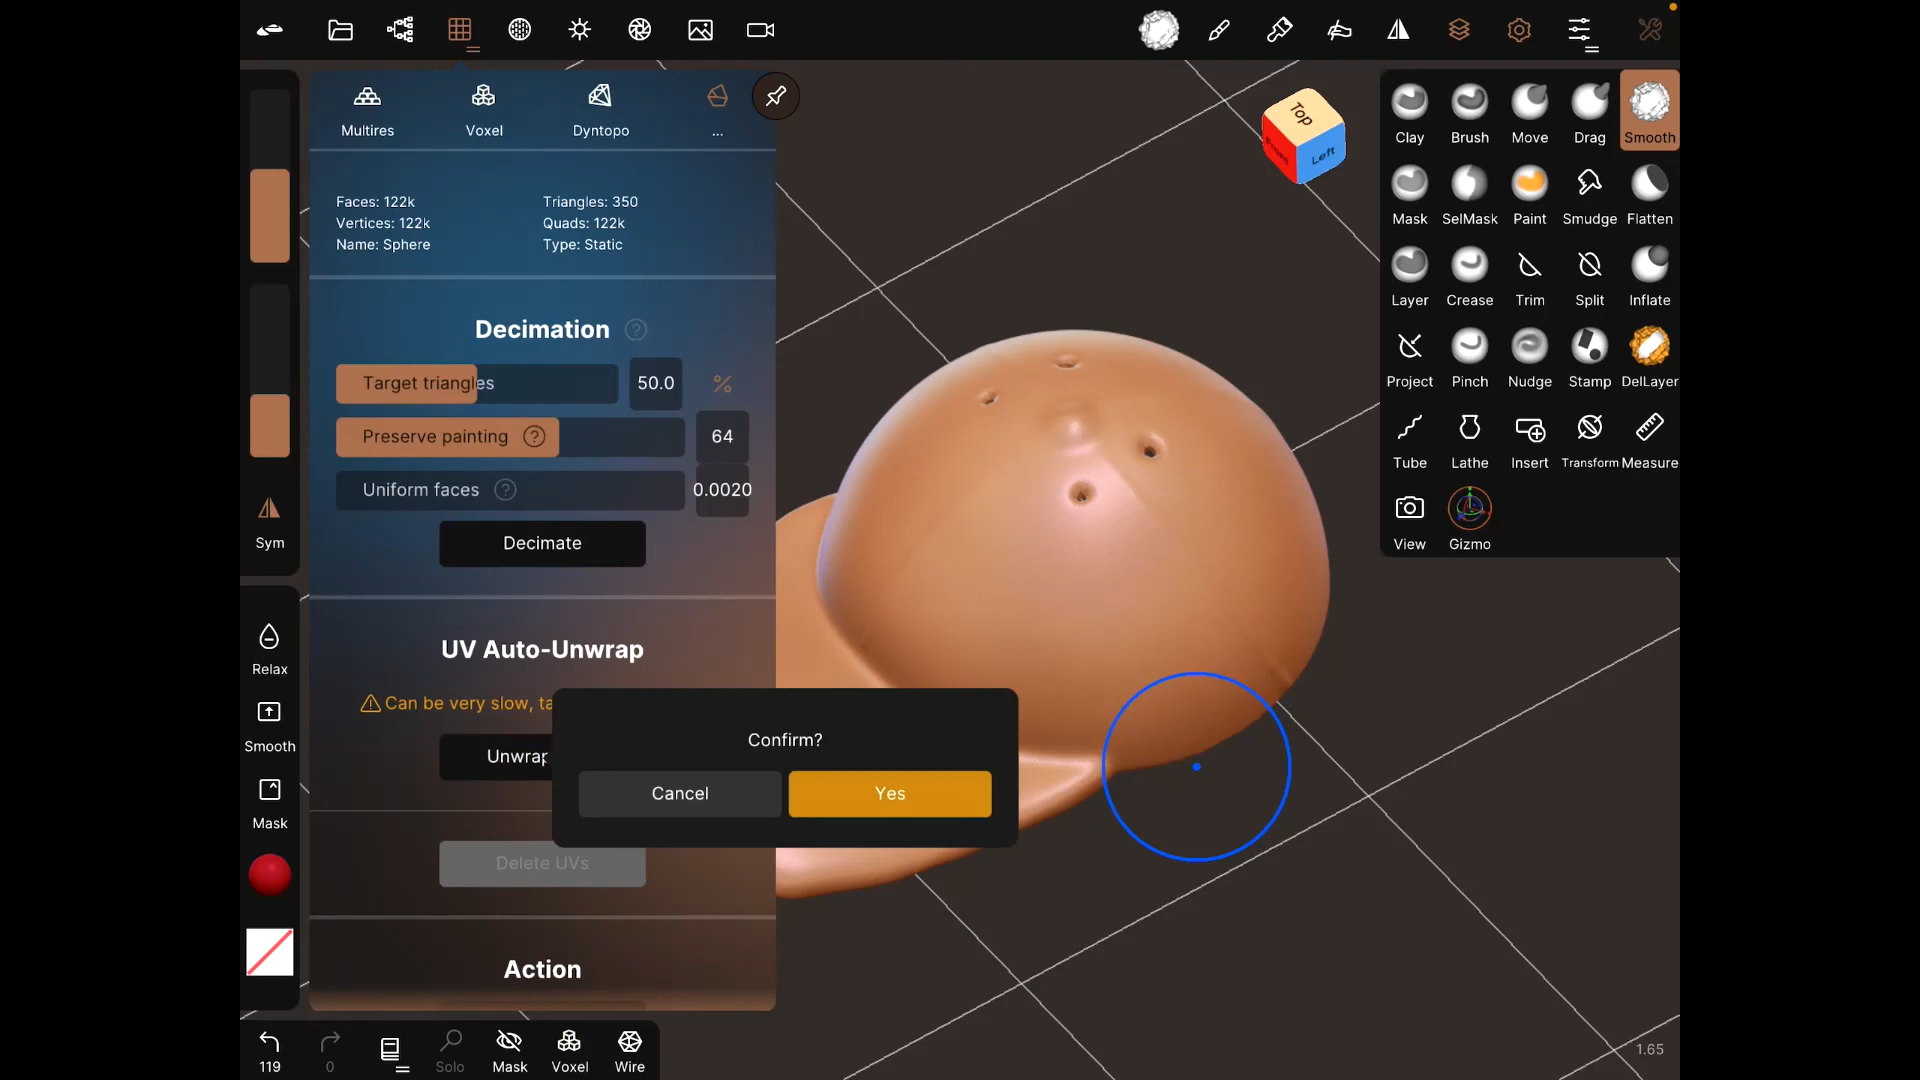 Multires
Voxel
Dyntopo
...
Faces: 122k
Triangles: 350
Vertices: 122k
Quads: 122k
Name: Sphere
Type: Static
Decimation ?
Target triangles
50.0
%
Preserve painting ?
64
Uniform faces ?
0.0020
Decimate
UV Auto-Unwrap
Can be very slow, ta
Unwrap
Delete UVs
Action
Confirm?
Cancel
Yes
Sym
Relax
Smooth
Mask
119
0
Solo
Mask
Voxel
Wire
Top
Front
Left
Clay
Brush
Move
Drag
Smooth
Mask
SelMask
Paint
Smudge
Flatten
Layer
Crease
Trim
Split
Inflate
Project
Pinch
Nudge
Stamp
DelLayer
Tube
Lathe
Insert
Transform
Measure
View
Gizmo
1.65